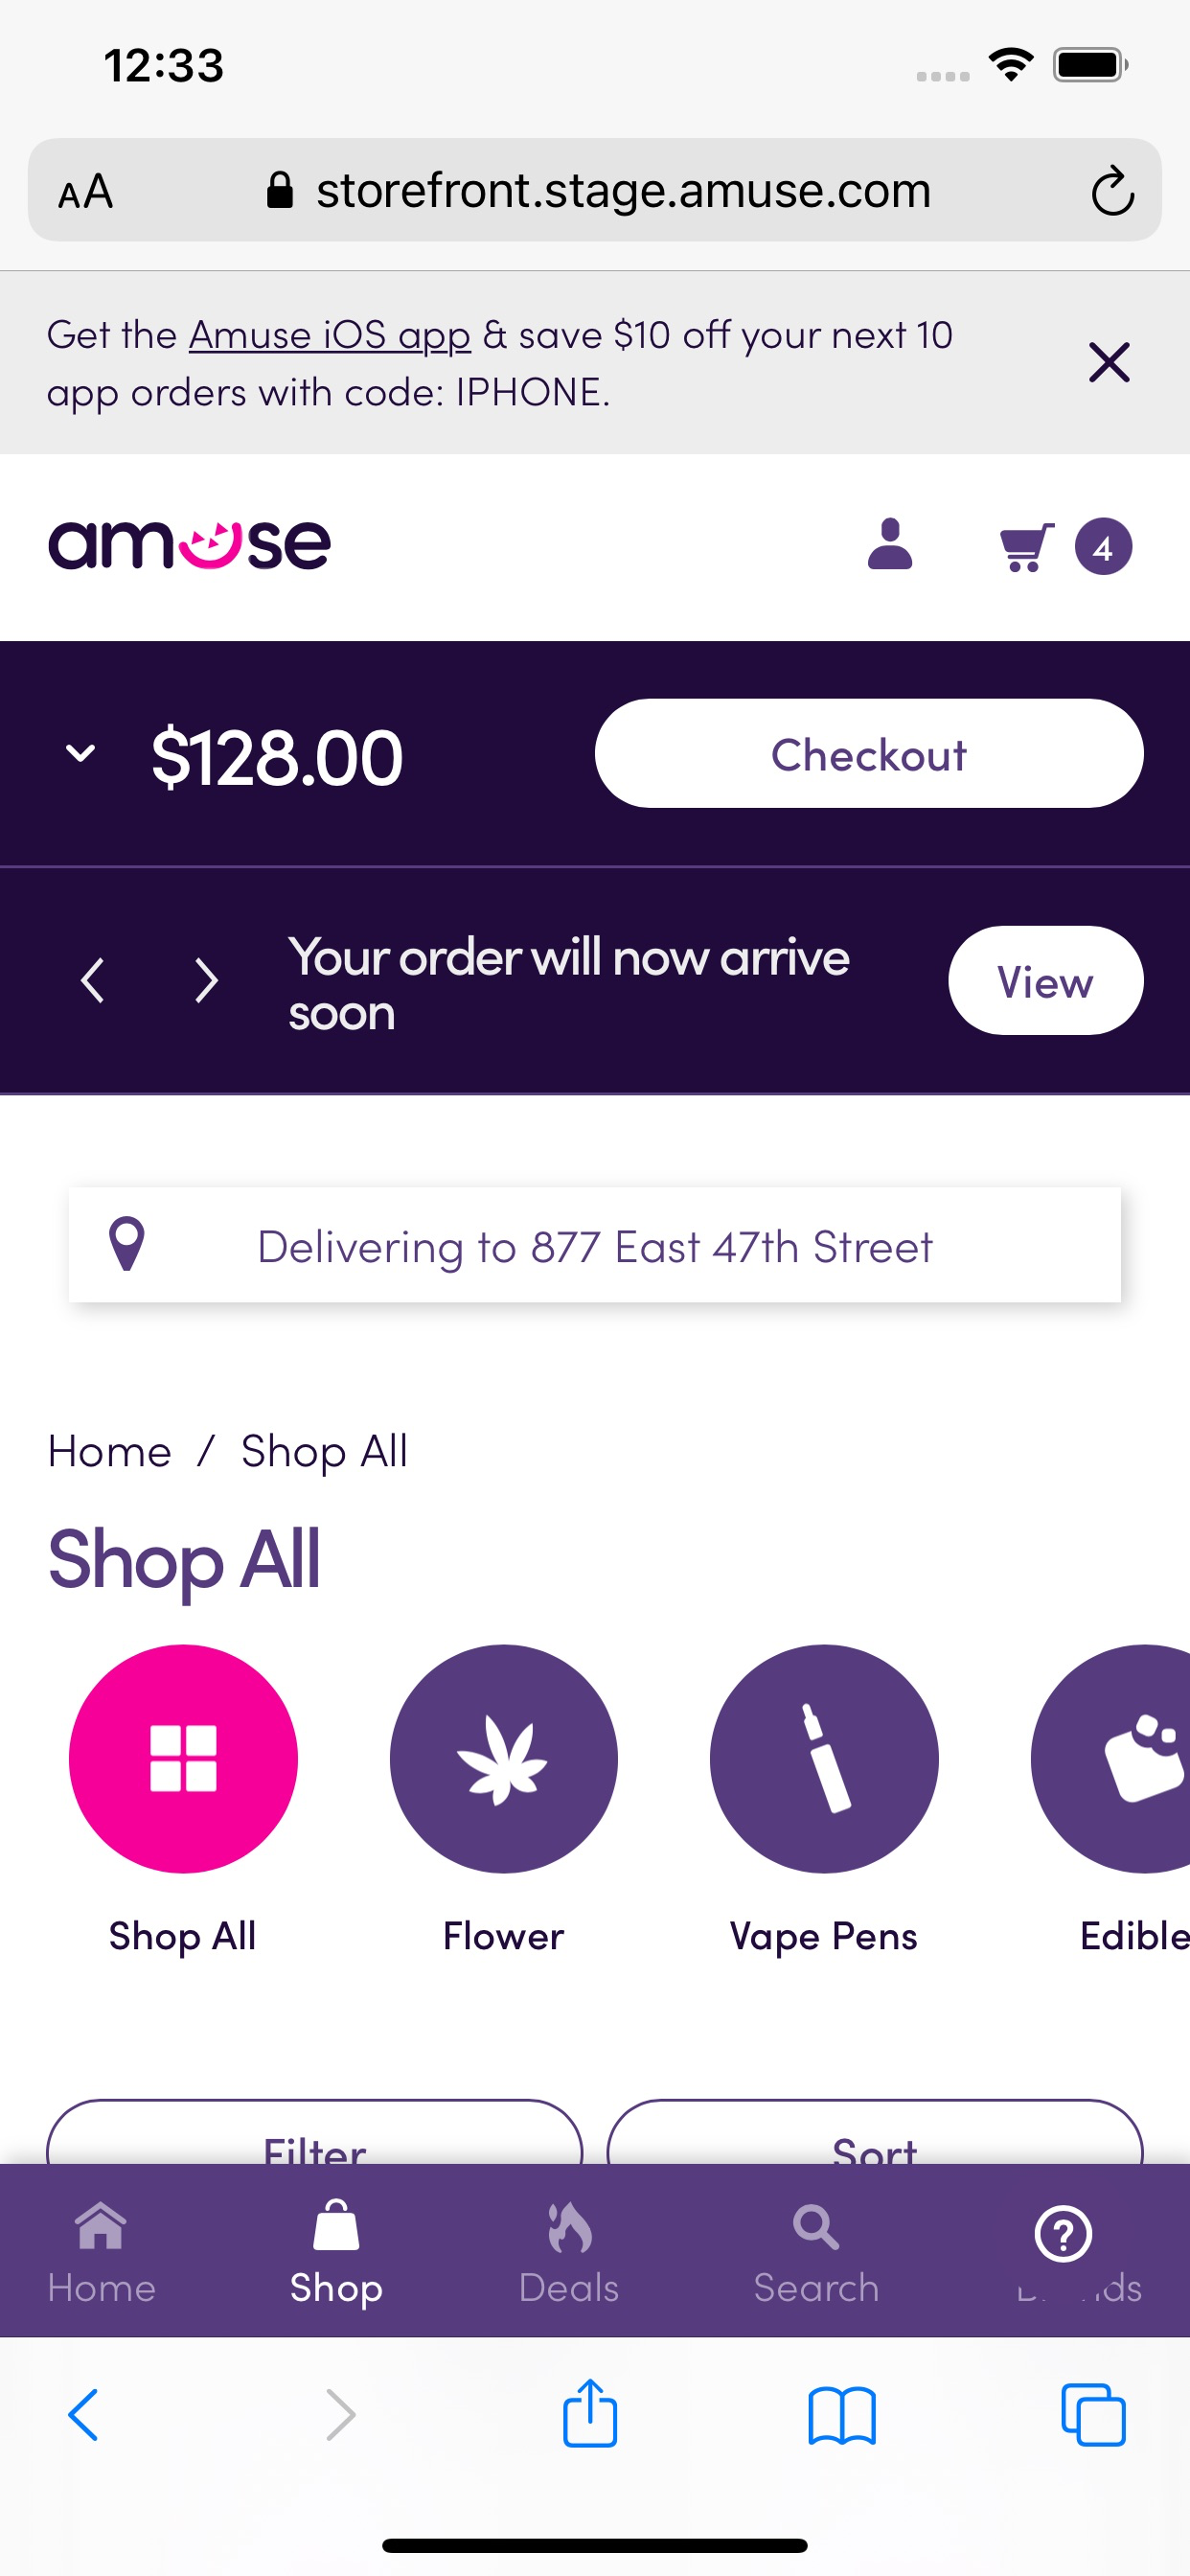 12:33
AA storefront.stage.amuse.com
Get the Amuse iOS app & save $10 off your next 10
app orders with code: IPHONE.
amuse
4
$128.00 Checkout
Your order will now arrive
soon
View
Delivering to 877 East 47th Street
Home / Shop All
Shop All
Shop All Flower Vape Pens Edible
Filter Sort
Home Shop Deals Search